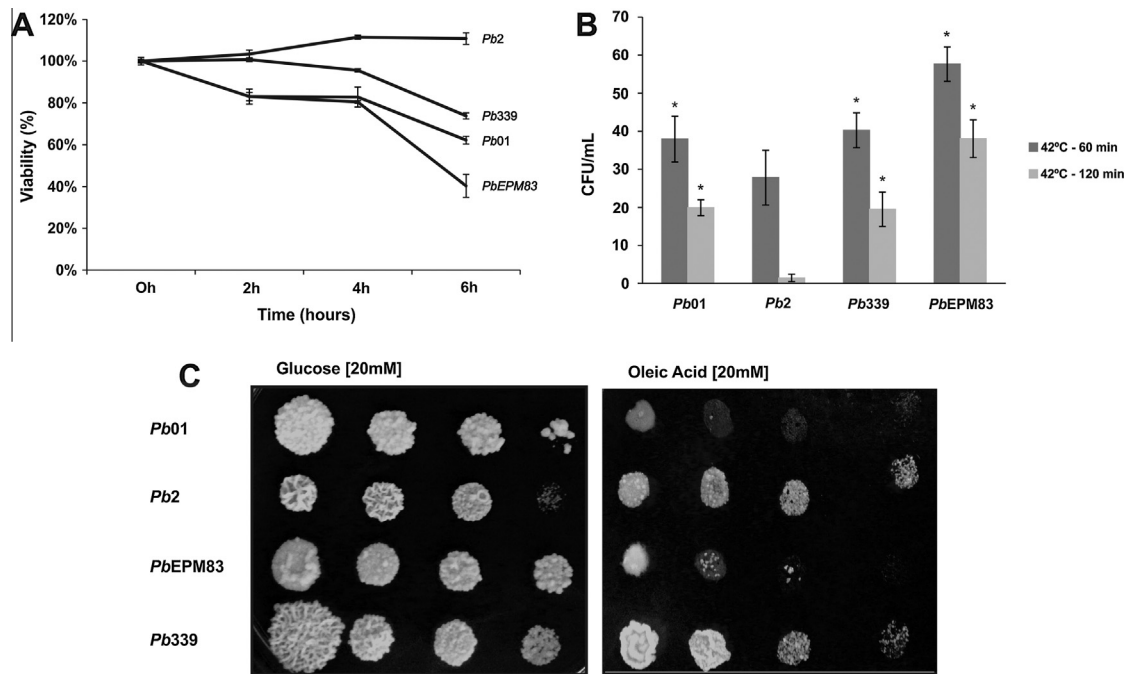 A
120%
100%
80%
60%
40%
20%
0%
Viability (%)
Pb2
Pb339
Pb01
PbEPM83
Oh 2h 4h 6h
Time (hours)
B
70
60
50
40
30
20
10
0
CFU/mL
* * * * * *
42ºC - 60 min
42ºC - 120 min
Pb01 Pb2 Pb339 PbEPM83
C
Glucose [20mM] Oleic Acid [20mM]
Pb01
Pb2
PbEPM83
Pb339